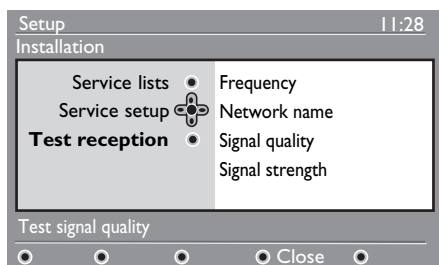 Setup 11:28
Installation
Service lists Frequency
Service setup Network name
Test reception Signal quality
Signal strength
Test signal quality
Close